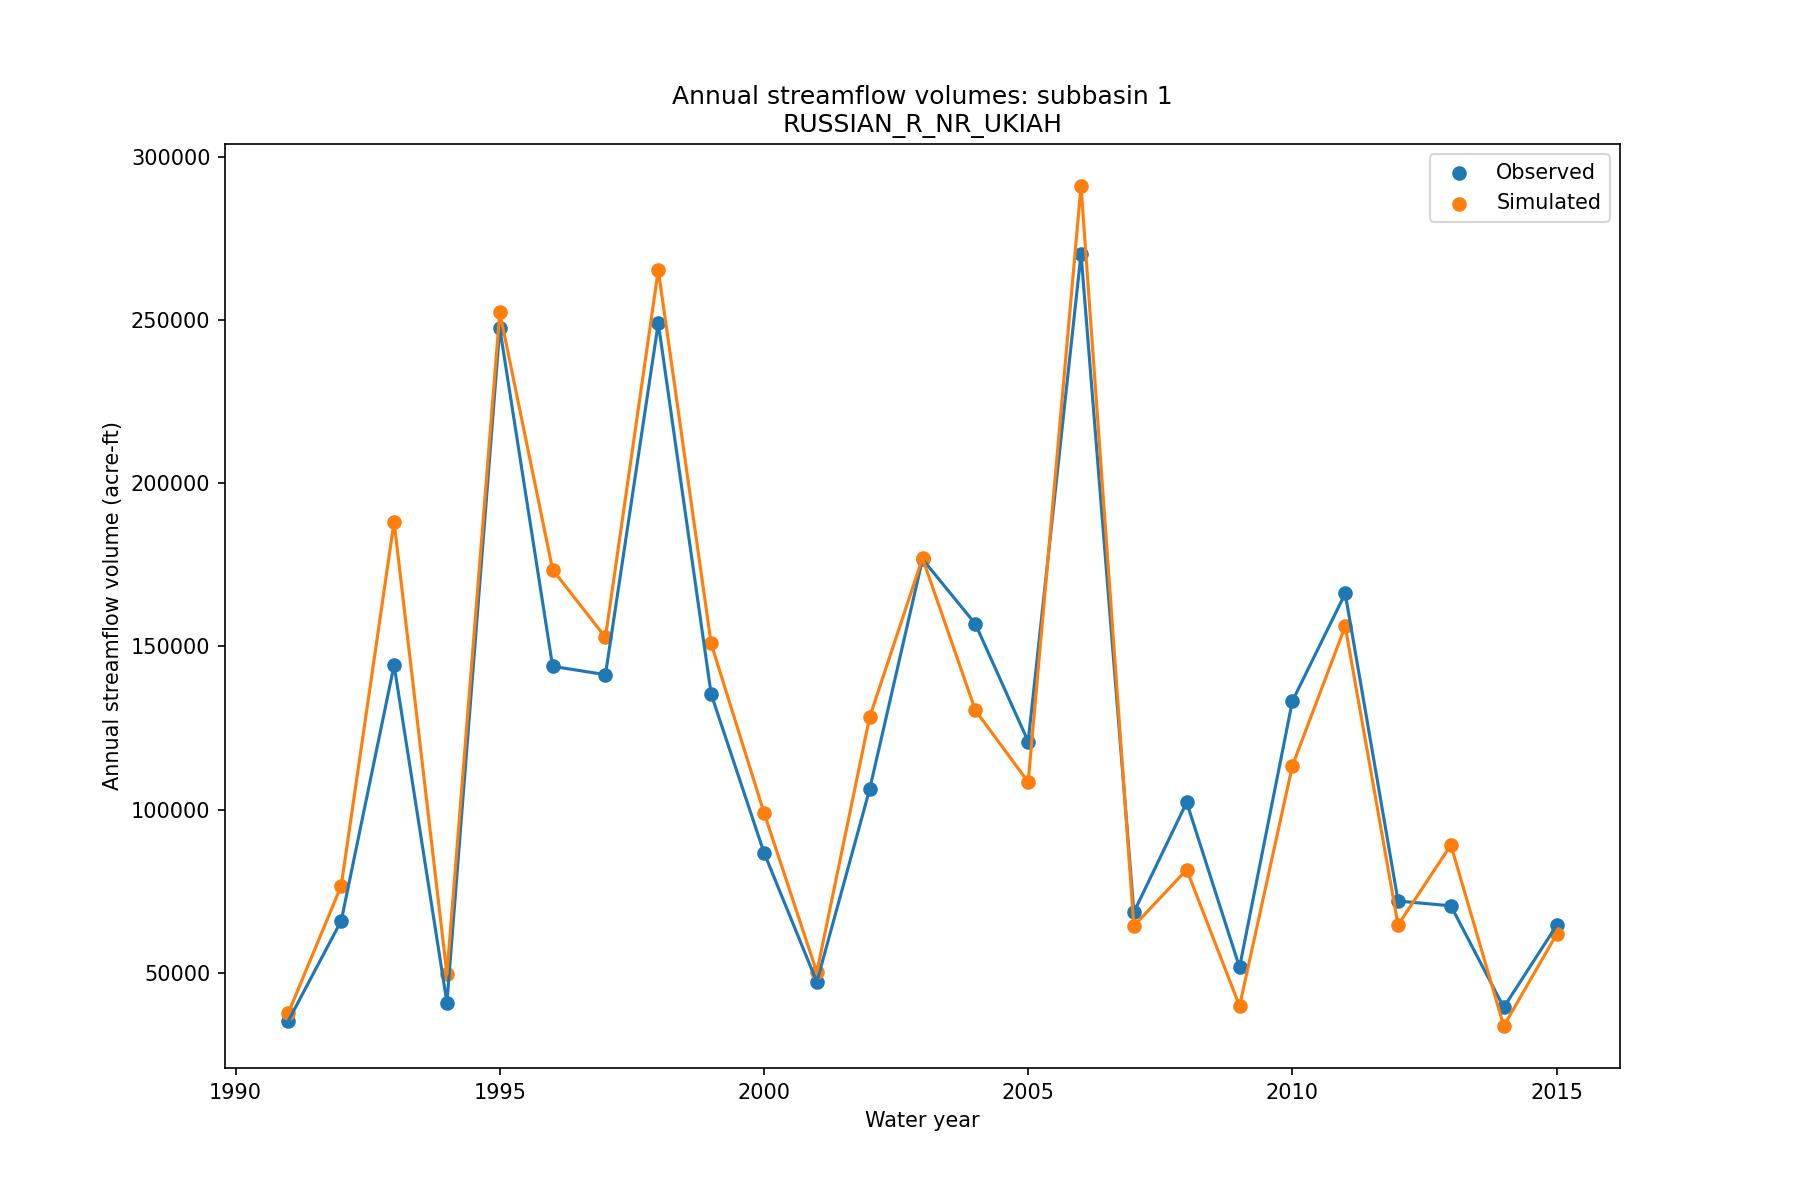 Annual streamflow volumes: subbasin 1
RUSSIAN_R_NR_UKIAH
Observed
Simulated
Annual streamflow volume (acre-ft)
300000
250000
200000
150000
100000
50000
1990 1995 2000 2005 2010 2015
Water year